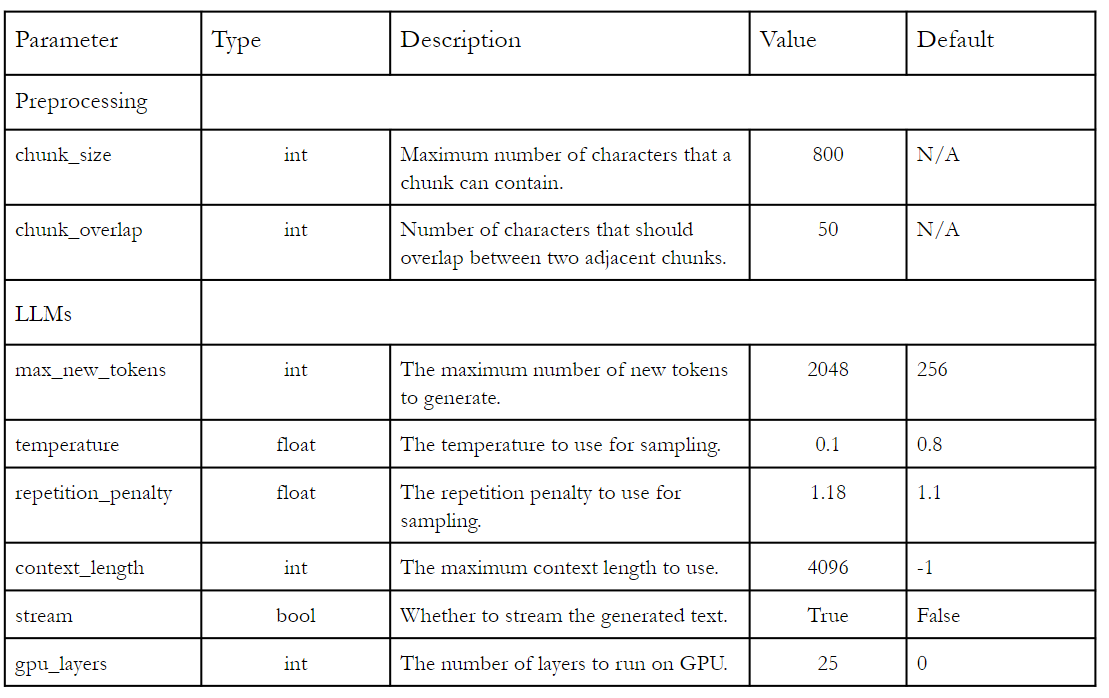 Parameter Type Description Value Default
Preprocessing
chunk_size int Maximum number of characters that a 800 N/A
chunk can contain.
chunk_overlap int Number of characters that should 50 N/A
overlap between two adjacent chunks.
LLMs
max_new_tokens int The maximum number of new tokens 2048 256
to generate.
temperature float The temperature to use for sampling. 0.1 0.8
repetition_penalty float The repetition penalty to use for 1.18 1.1
sampling.
context_length int The maximum context length to use. 4096 -1
stream bool Whether to stream the generated text. True False
gpu_layers int The number of layers to run on GPU. 25 0